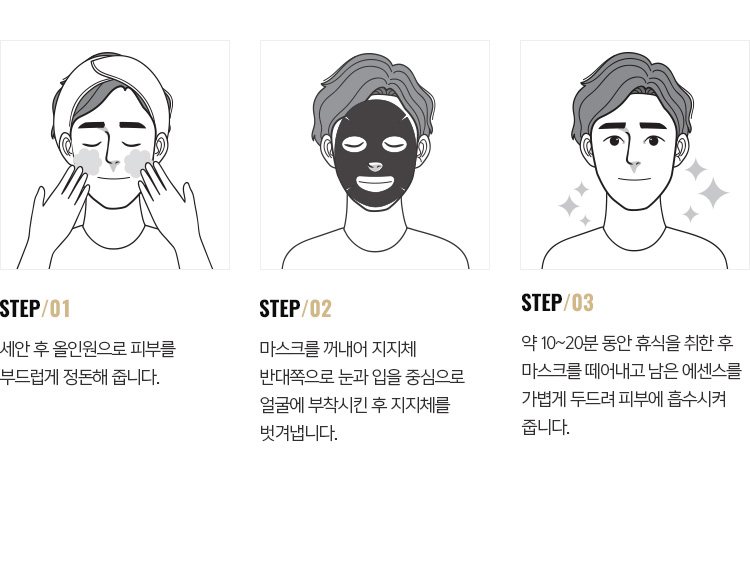 STEP/01
세안 후 올인원으로 피부를
부드럽게 정돈해 줍니다.
STEP/02
마스크를 꺼내어 지지체
반대쪽으로 눈과 입을 중심으로
얼굴에 부착시킨 후 지지체를
벗겨냅니다.
STEP/03
약 10~20분 동안 휴식을 취한 후
마스크를 떼어내고 남은 에센스를
가볍게 두드려 피부에 흡수시켜
줍니다.